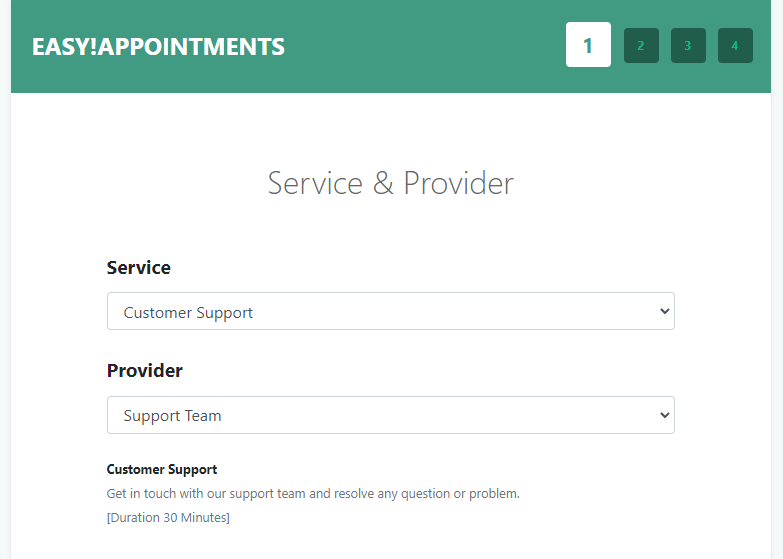 EASY!APPOINTMENTS
1 2 3 4
Service & Provider
Service
Customer Support
Provider
Support Team
Customer Support
Get in touch with our support team and resolve any question or problem.
[Duration 30 Minutes]